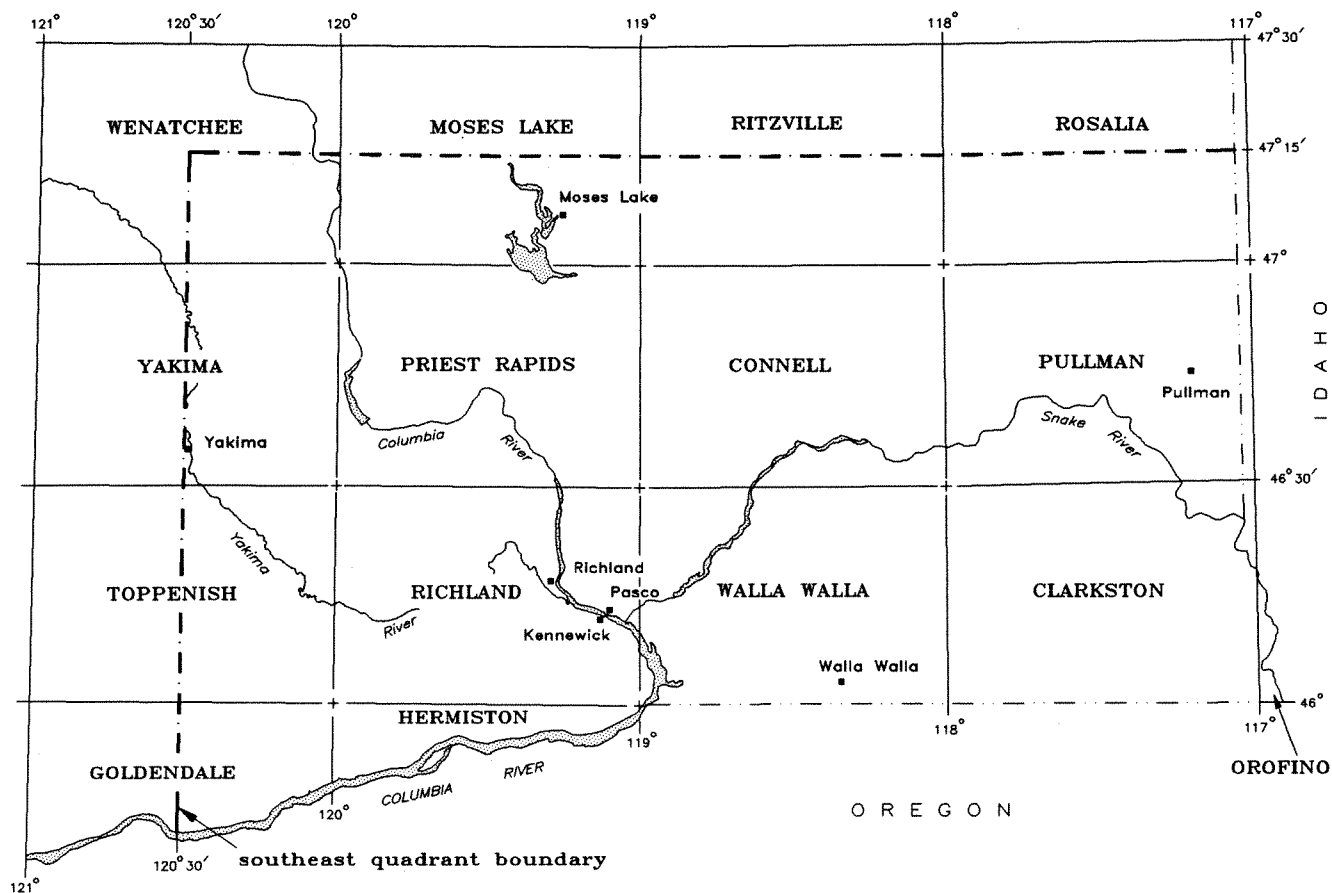 121°
120° 30′
120°
119°
118°
117°
47° 30′
WENATCHEE
MOSES LAKE
RITZVILLE
ROSALIA
47° 15′
Moses Lake
47°
IDAHO
YAKIMA
PRIEST RAPIDS
CONNELL
PULLMAN
Pullman
Columbia
River
Snake
River
Yakima
46° 30′
Yakima
River
TOPPENISH
RICHLAND
Richland
Pasco
Kennewick
WALLA WALLA
CLARKSTON
Walla Walla
46°
HERMISTON
119°
118°
117°
GOLDENDALE
COLUMBIA
RIVER
OROFINO
120°
OREGON
120° 30′
southeast quadrant boundary
121°